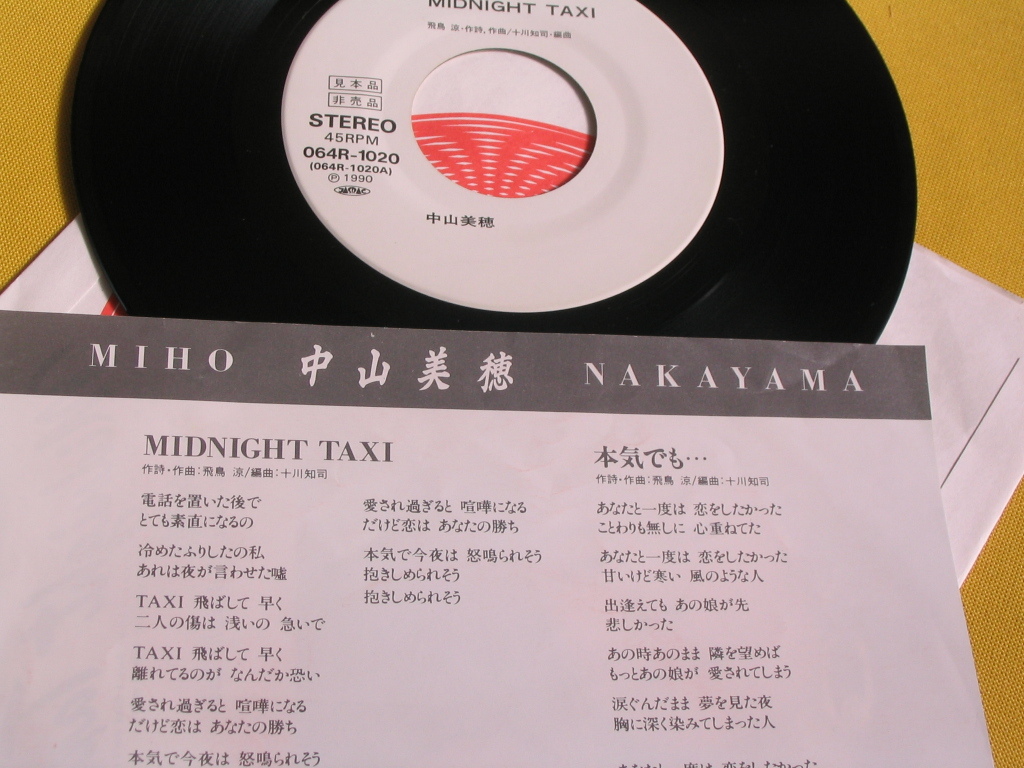 MIDNIGHT TAXI
飛鳥 涼・作詩,作曲/十川知司・編曲
見本品
非売品
STEREO
45RPM
064R-1020
(064R-1020A)
Ⓟ 1990
中山美穂
MIHO 中山美穂 NAKAYAMA
MIDNIGHT TAXI
作詩・作曲:飛鳥 涼/編曲:十川知司
電話を置いた後で
とても素直になるの
冷めたふりしたの私
あれは夜が言わせた嘘
TAXI 飛ばして 早く
二人の傷は 浅いの 急いで
TAXI 飛ばして 早く
離れてるのが なんだか恐い
愛され過ぎると 喧嘩になる
だけど恋は あなたの勝ち
本気で今夜は 怒鳴られそう
愛され過ぎると 喧嘩になる
だけど恋は あなたの勝ち
本気で今夜は 怒鳴られそう
抱きしめられそう
抱きしめられそう
本気でも…
作詩・作曲:飛鳥 涼/編曲:十川知司
あなたと一度は 恋をしたかった
ことわりも無しに 心重ねてた
あなたと一度は 恋をしたかった
甘いけど寒い 風のような人
出逢えても あの娘が先
悲しかった
あの時あのまま 隣を望めば
もっとあの娘が 愛されてしまう
涙ぐんだまま 夢を見た夜
胸に深く染みてしまった人
あなたと一度は 恋をしたかった